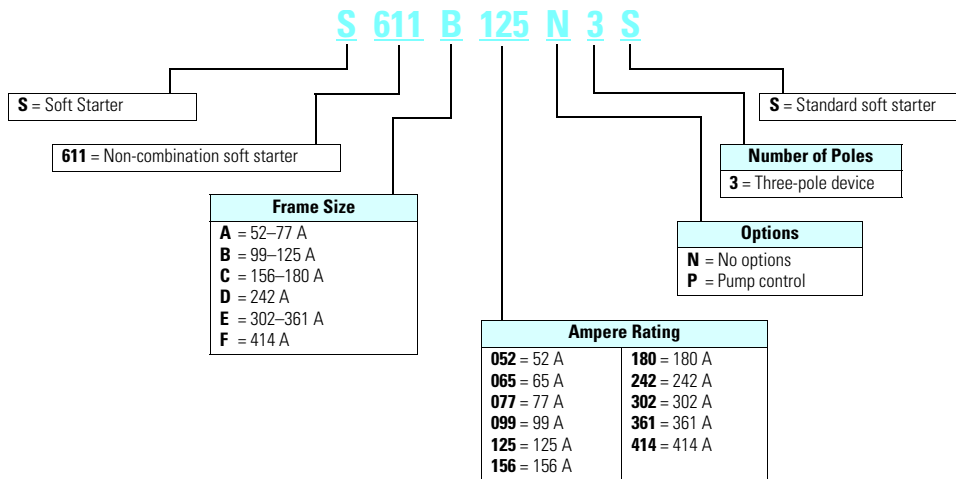 S 611 B 125 N 3 S
S = Soft Starter
S = Standard soft starter
611 = Non-combination soft starter
Number of Poles
3 = Three-pole device
Frame Size
A = 52–77 A
B = 99–125 A
C = 156–180 A
D = 242 A
E = 302–361 A
F = 414 A
Options
N = No options
P = Pump control
Ampere Rating
052 = 52 A
065 = 65 A
077 = 77 A
099 = 99 A
125 = 125 A
156 = 156 A
180 = 180 A
242 = 242 A
302 = 302 A
361 = 361 A
414 = 414 A